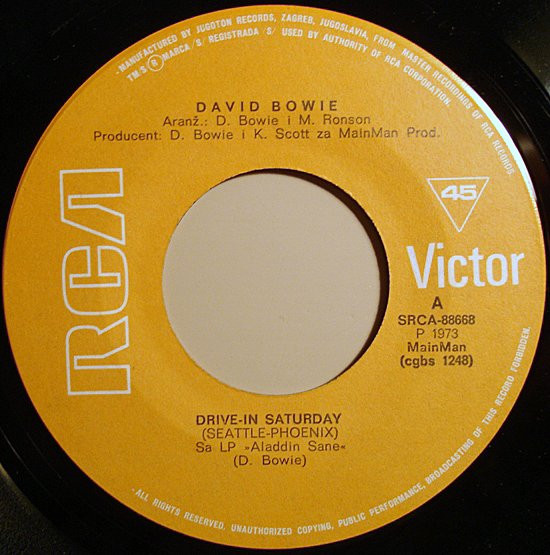 -MANUFACTURED BY JUGOTON RECORDS, ZAGREB, JUGOSLAVIA, FROM MASTER RECORDINGS OF RCA RECORDS.
TM·S ® MARCA/S/ REGISTRADA /S/ USED BY AUTHORITY OF RCA CORPORATION.
DAVID BOWIE
Aranž.: D. Bowie i M. Ronson
Producent: D. Bowie i K. Scott za MainMan Prod.
RCA
45
Victor
A
SRCA-88668
P 1973
MainMan
(cgbs 1248)
DRIVE-IN SATURDAY
(SEATTLE-PHOENIX)
Sa LP »Aladdin Sane«
(D. Bowie)
-ALL RIGHTS RESERVED, UNAUTHORIZED COPYING, PUBLIC PERFORMANCE, BROADCASTING OF THIS RECORD FORBIDDEN.